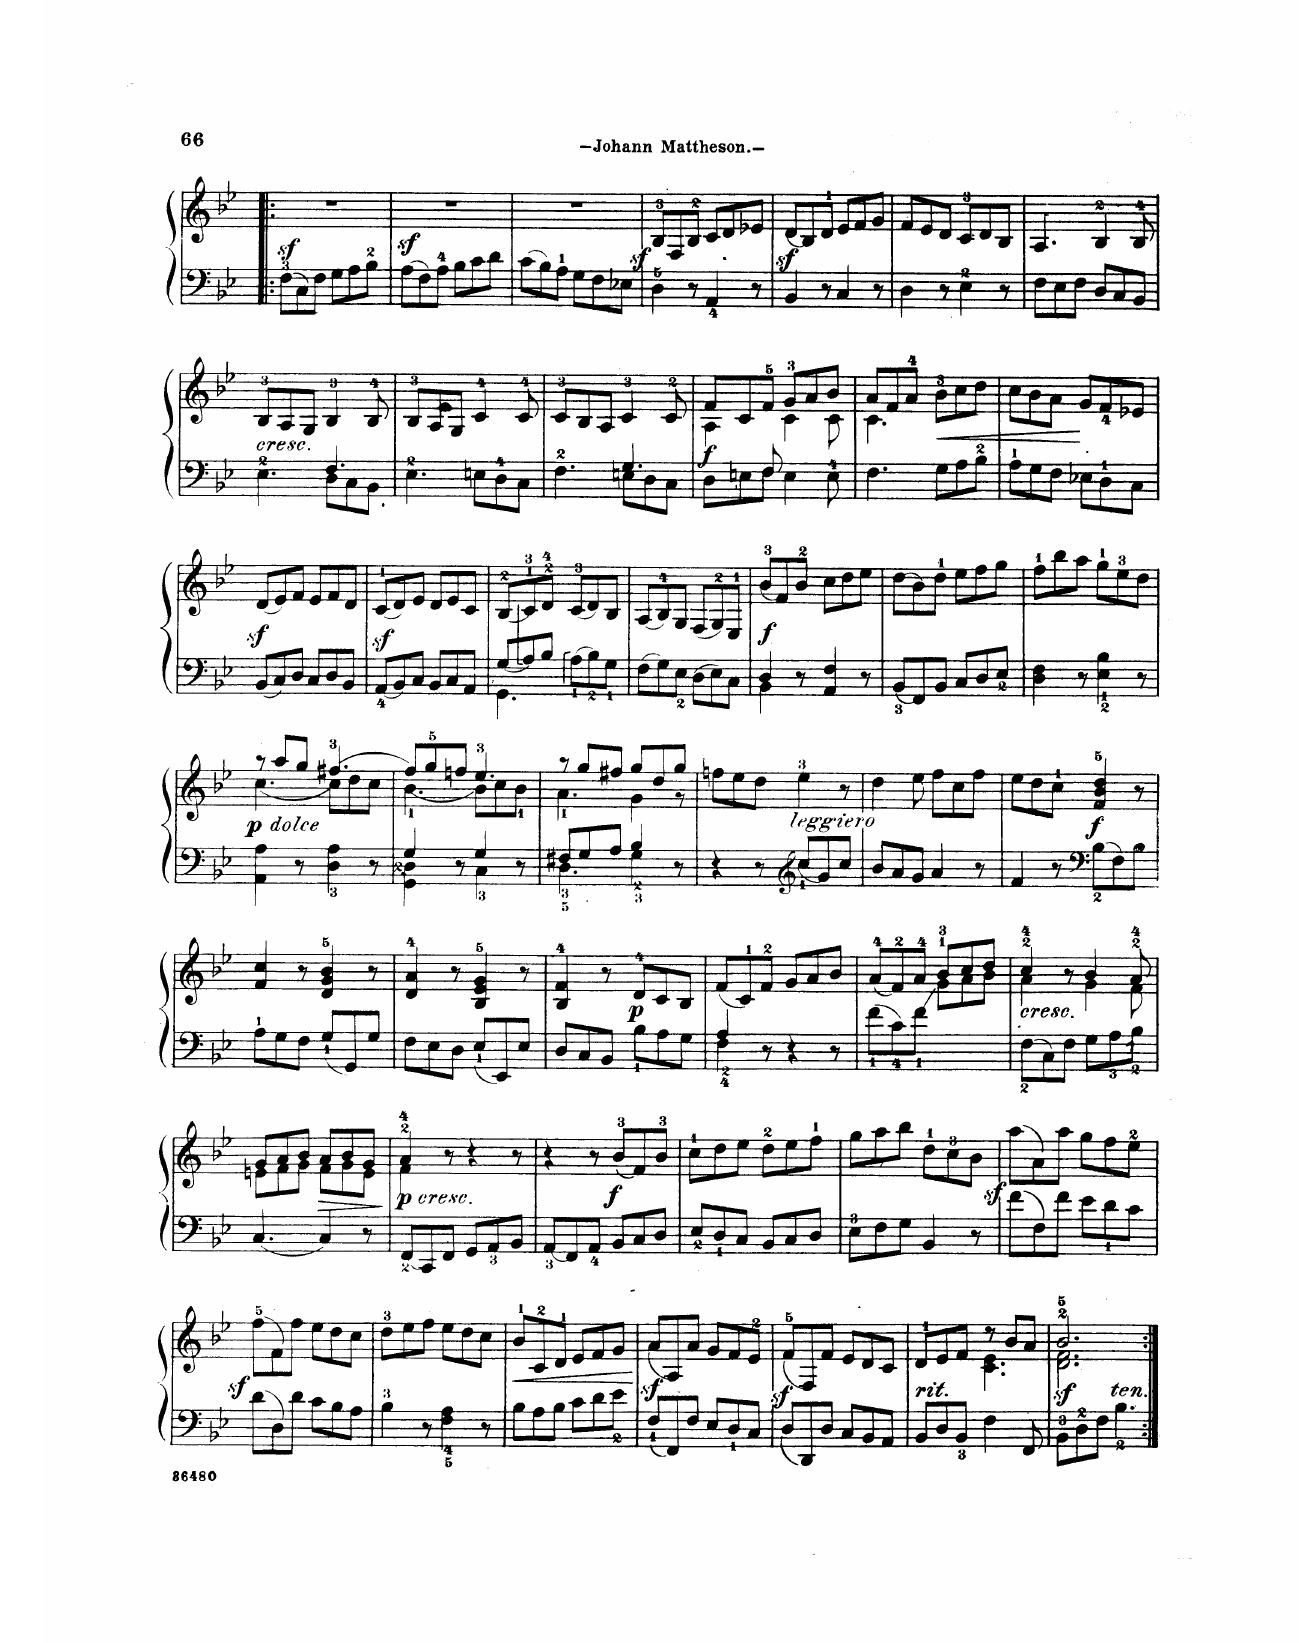 66
–Johann Mattheson.–
sf
sf
sf
sf
cresc.
f
sf
sf
f
p dolce
leggiero
f
p
cresc.
p cresc.
f
sf
sf
sf
sf
rit.
sf
ten.
36480